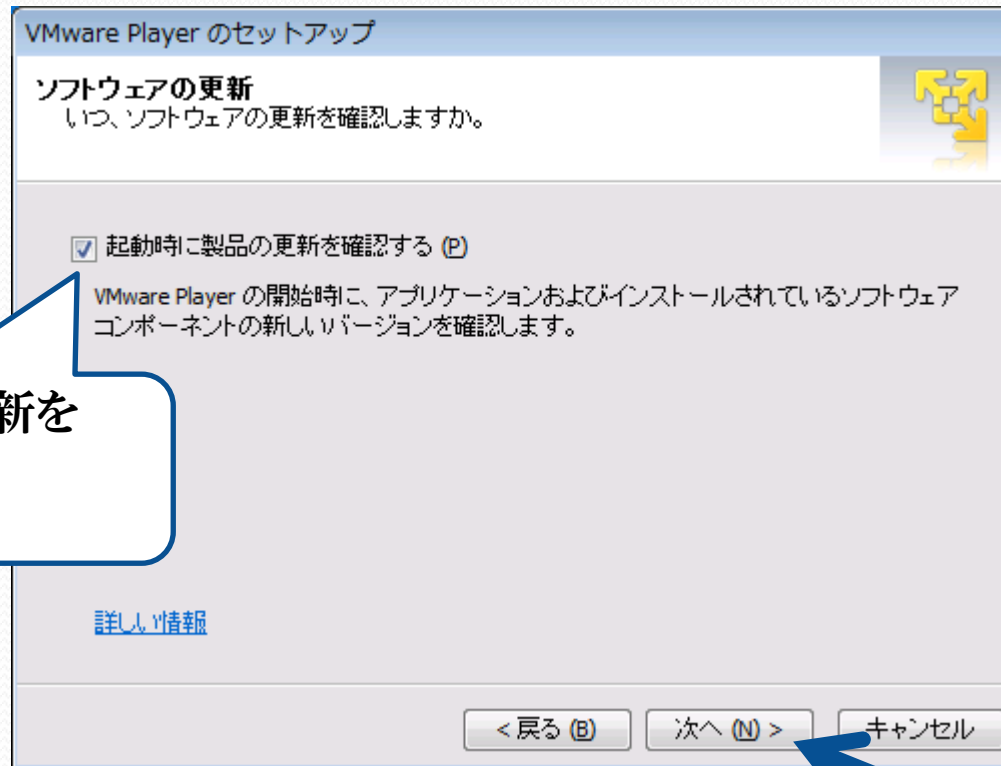 VMware Player のセットアップ
ソフトウェアの更新
いつ、ソフトウェアの更新を確認しますか。
起動時に製品の更新を確認する (P)
VMware Player の開始時に、アプリケーションおよびインストールされているソフトウェア
コンポーネントの新しいバージョンを確認します。
新を
詳しい情報
< 戻る (B)
次へ (N) >
キャンセル